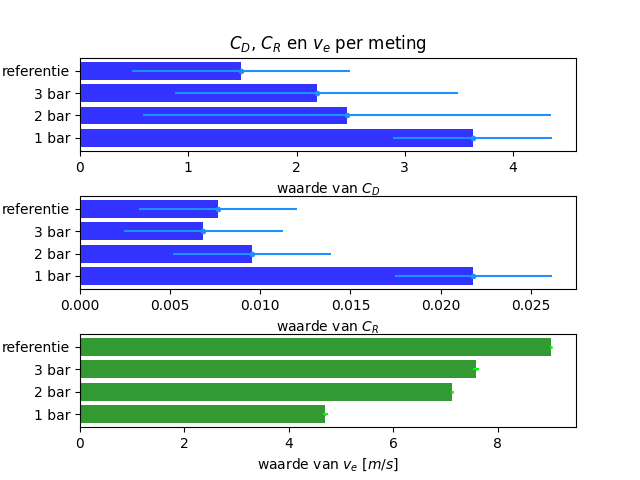 C_D, C_R en v_e per meting
referentie
3 bar
2 bar
1 bar
0 1 2 3 4
waarde van C_D
referentie
3 bar
2 bar
1 bar
0.000 0.005 0.010 0.015 0.020 0.025
waarde van C_R
referentie
3 bar
2 bar
1 bar
0 2 4 6 8
waarde van v_e [m/s]